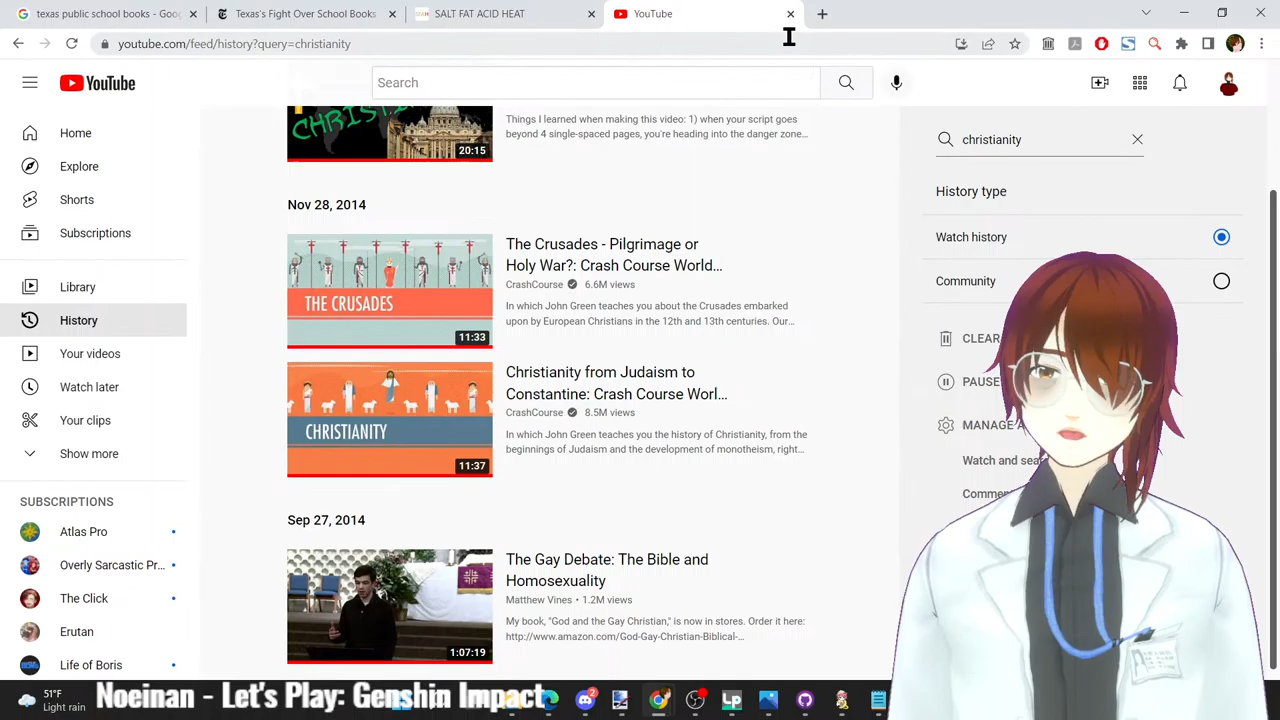 texas public school books - Goog
Texas's Fight Over School Books
SALT FAT ACID HEAT
YouTube
youtube.com/feed/history?query=christianity
YouTube
Search
Home
Explore
Shorts
Subscriptions
Library
History
Your videos
Watch later
Your clips
Show more
SUBSCRIPTIONS
Atlas Pro
Overly Sarcastic Pr...
The Click
Erutan
Life of Boris
CHRISTI
20:15
Things I learned when making this video: 1) when your script goes
beyond 4 single-spaced pages, you're heading into the danger zone...
Nov 28, 2014
THE CRUSADES
11:33
The Crusades - Pilgrimage or
Holy War?: Crash Course World...
CrashCourse 6.6M views
In which John Green teaches you about the Crusades embarked
upon by European Christians in the 12th and 13th centuries. Our...
CHRISTIANITY
11:37
Christianity from Judaism to
Constantine: Crash Course Worl...
CrashCourse 8.5M views
In which John Green teaches you the history of Christianity, from the
beginnings of Judaism and the development of monotheism, right...
Sep 27, 2014
1:07:19
The Gay Debate: The Bible and
Homosexuality
Matthew Vines • 1.2M views
My book, "God and the Gay Christian," is now in stores. Order it here:
http://www.amazon.com/God-Gay-Christian-Biblical-...
christianity
History type
Watch history
Community
CLEAR
PAUSE
MANAGE A
Watch and sea
Commen
51°F
Light rain
Noeinan - Let's Play: Genshin Impact
2
LP